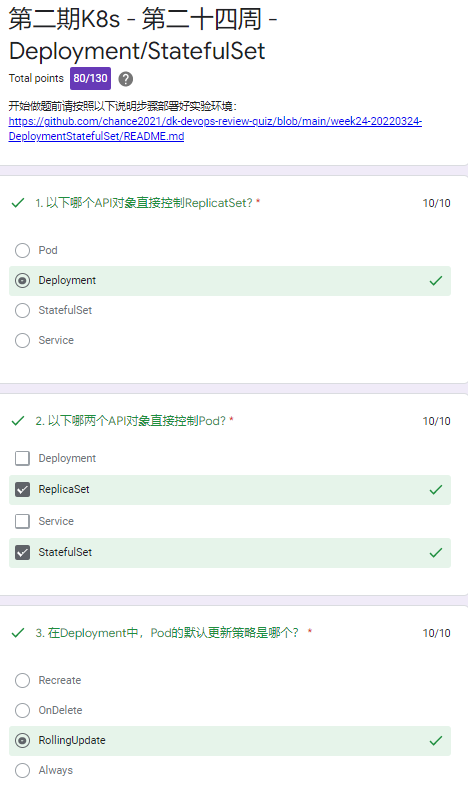 第二期K8s - 第二十四周 -
Deployment/StatefulSet
Total points 80/130 ?
开始做题前请按照以下说明步骤部署好实验环境：
https://github.com/chance2021/dk-devops-review-quiz/blob/main/week24-20220324-
DeploymentStatefulSet/README.md
1. 以下哪个API对象直接控制ReplicatSet? * 10/10
Pod
Deployment
StatefulSet
Service
2. 以下哪两个API对象直接控制Pod? * 10/10
Deployment
ReplicaSet
Service
StatefulSet
3. 在Deployment中，Pod的默认更新策略是哪个？ * 10/10
Recreate
OnDelete
RollingUpdate
Always